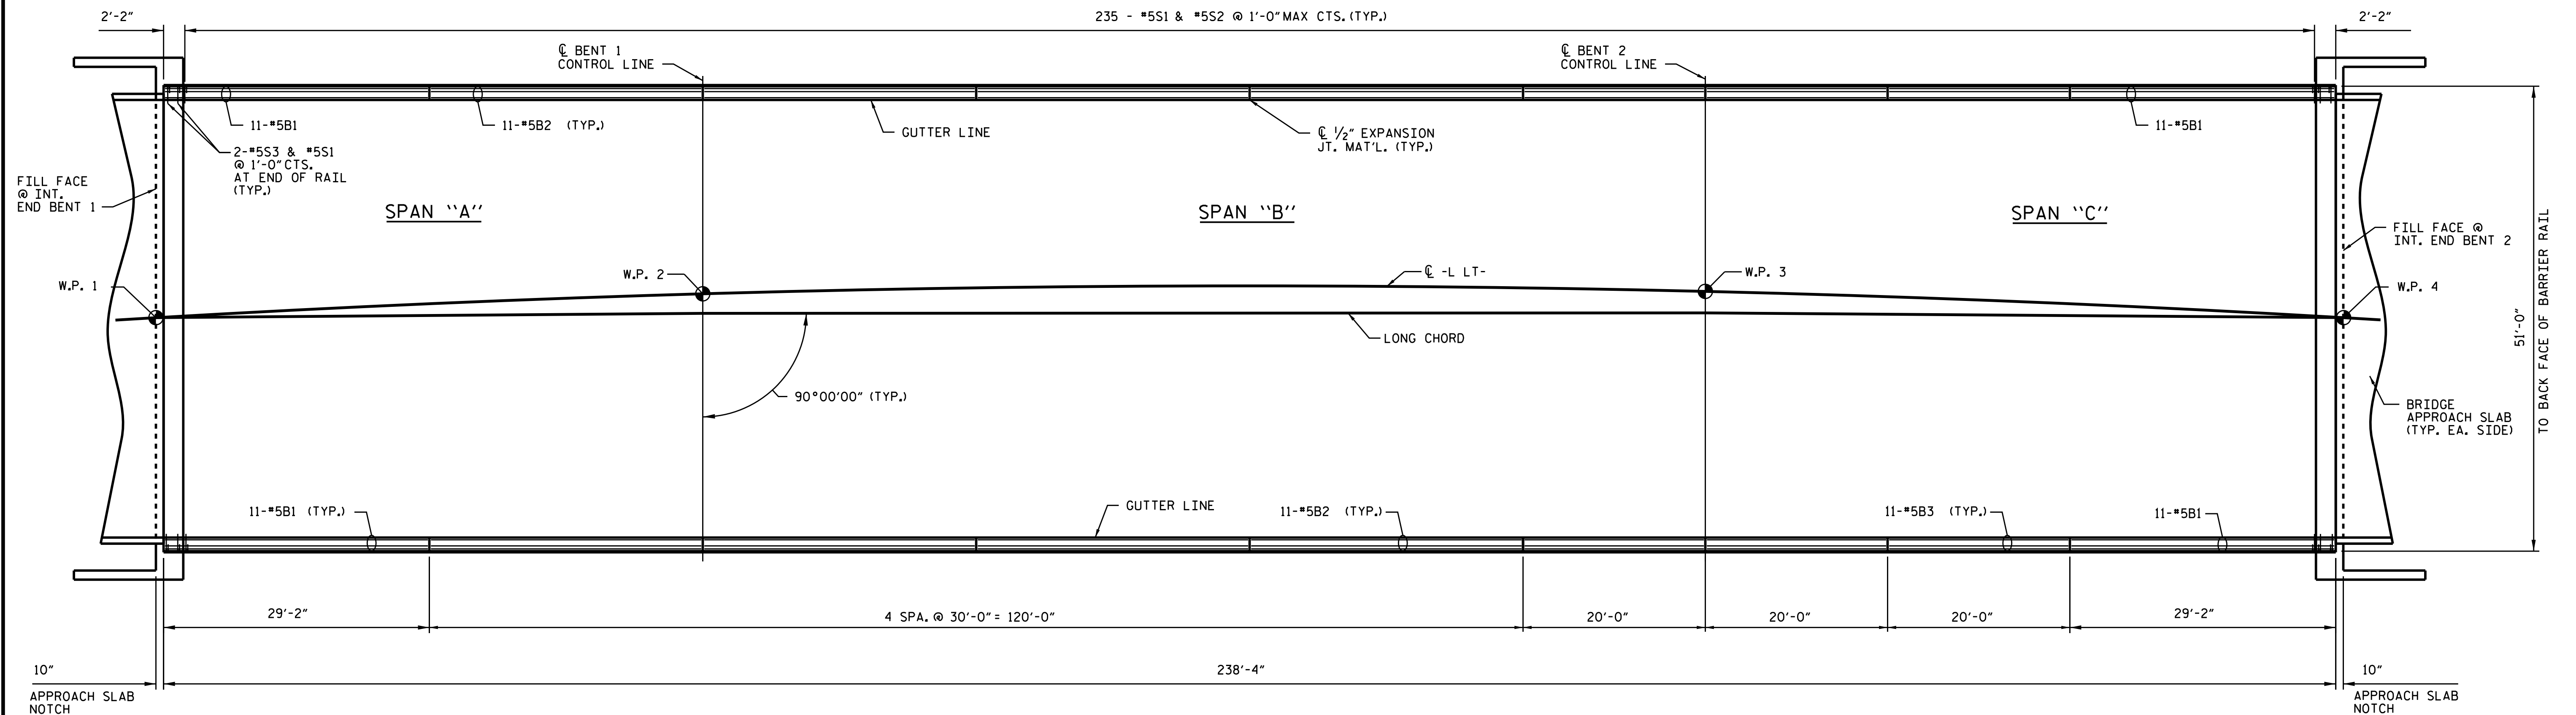 2'-2"
235 - #5S1 & #5S2 @ 1'-0" MAX CTS. (TYP.)
2'-2"
℄ BENT 1
CONTROL LINE
℄ BENT 2
CONTROL LINE
11-#5B1
11-#5B2 (TYP.)
GUTTER LINE
℄ ½" EXPANSION
JT. MAT'L. (TYP.)
11-#5B1
2-#5S3 & #5S1
@ 1'-0" CTS.
AT END OF RAIL
(TYP.)
FILL FACE
@ INT.
END BENT 1
SPAN ''A''
SPAN ''B''
SPAN ''C''
FILL FACE @
INT. END BENT 2
W.P. 1
W.P. 2
℄ -L LT-
W.P. 3
W.P. 4
LONG CHORD
90°00'00" (TYP.)
51'-0"
TO BACK FACE OF BARRIER RAIL
BRIDGE
APPROACH SLAB
(TYP. EA. SIDE)
11-#5B1 (TYP.)
GUTTER LINE
11-#5B2 (TYP.)
11-#5B3 (TYP.)
11-#5B1
29'-2"
4 SPA. @ 30'-0" = 120'-0"
20'-0"
20'-0"
20'-0"
29'-2"
10"
APPROACH SLAB
NOTCH
238'-4"
10"
APPROACH SLAB
NOTCH